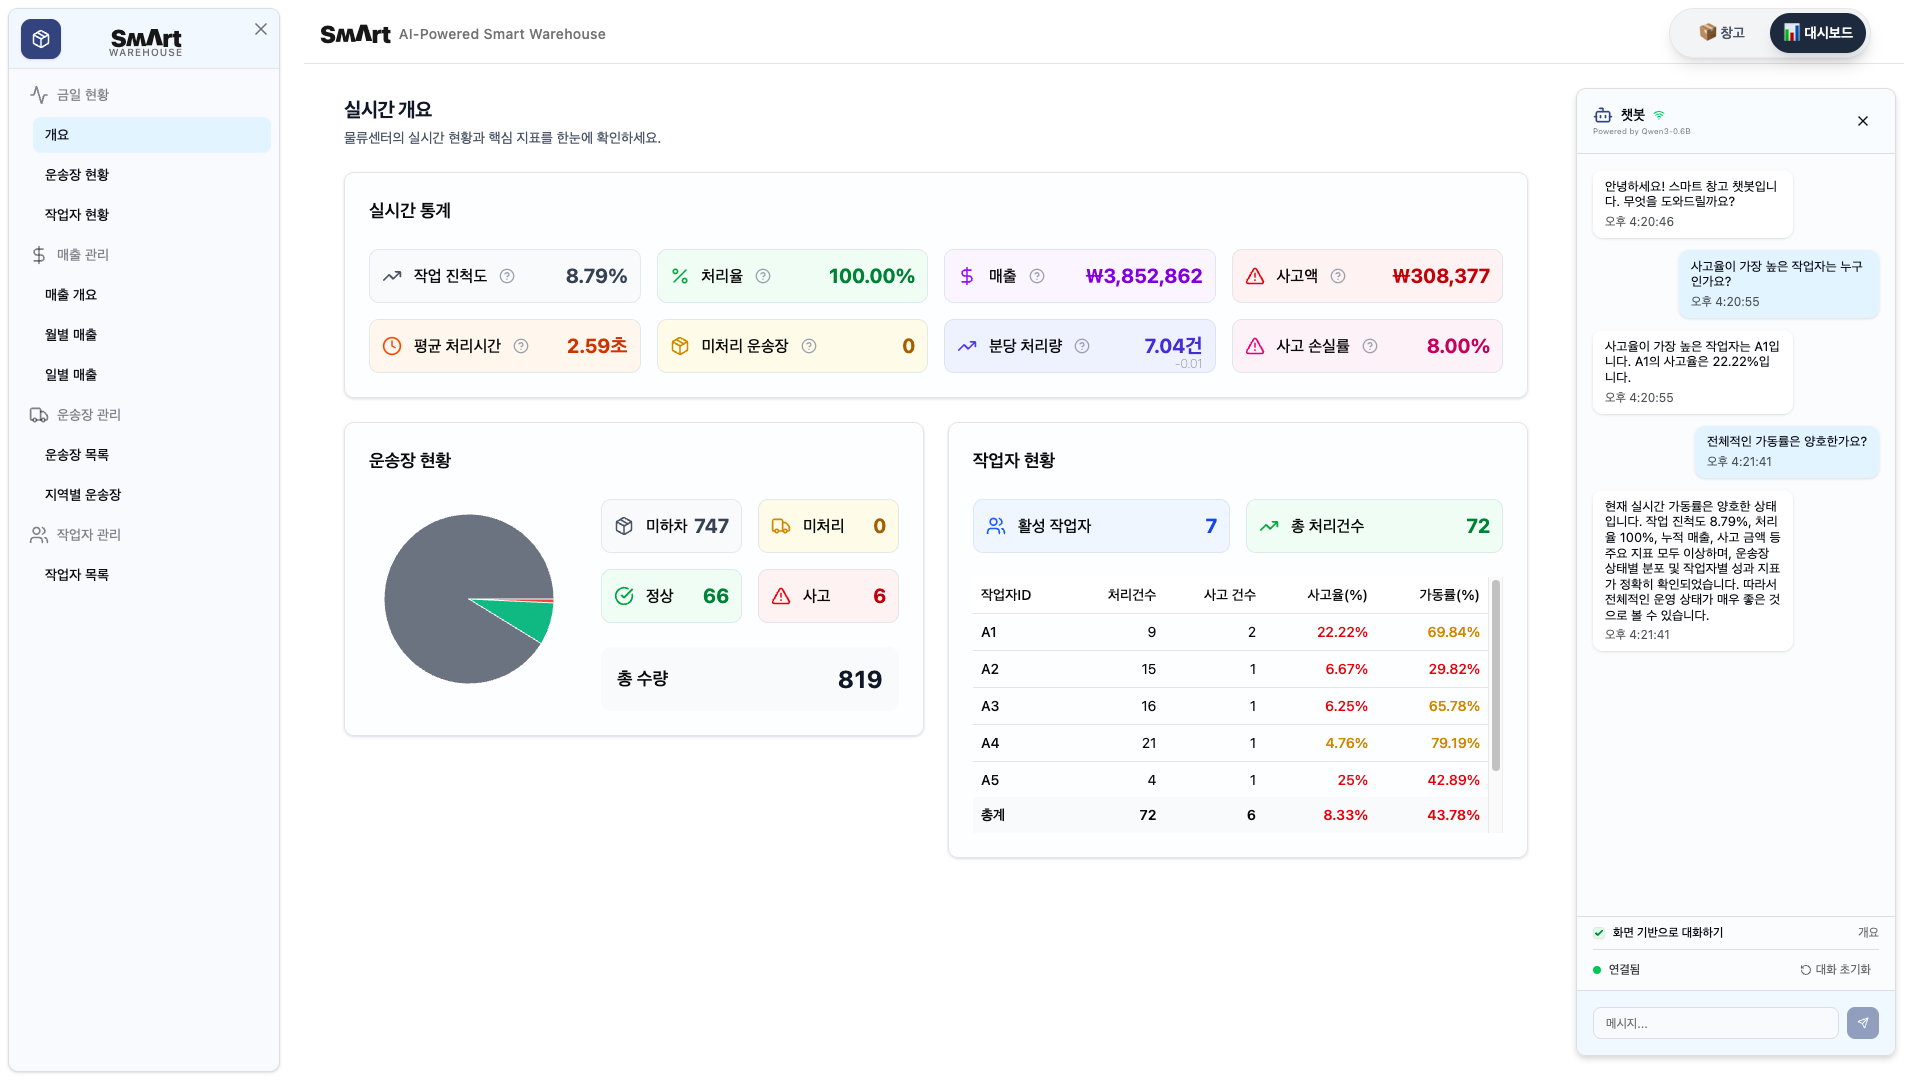 SmArt
WAREHOUSE
금일 현황
개요
운송장 현황
작업자 현황
매출 관리
매출 개요
월별 매출
일별 매출
운송장 관리
운송장 목록
지역별 운송장
작업자 관리
작업자 목록
SmArt AI-Powered Smart Warehouse
창고
대시보드
실시간 개요
물류센터의 실시간 현황과 핵심 지표를 한눈에 확인하세요.
실시간 통계
작업 진척도 8.79%
처리율 100.00%
매출 ₩3,852,862
사고액 ₩308,377
평균 처리시간 2.59초
미처리 운송장 0
분당 처리량 7.04건
-0.01
사고 손실률 8.00%
운송장 현황
미하차 747
미처리 0
정상 66
사고 6
총 수량 819
작업자 현황
활성 작업자 7
총 처리건수 72
작업자ID 처리건수 사고 건수 사고율(%) 가동률(%)
A1 9 2 22.22% 69.84%
A2 15 1 6.67% 29.82%
A3 16 1 6.25% 65.78%
A4 21 1 4.76% 79.19%
A5 4 1 25% 42.89%
총계 72 6 8.33% 43.78%
챗봇
Powered by Qwen3-0.6B
안녕하세요! 스마트 창고 챗봇입니
다. 무엇을 도와드릴까요?
오후 4:20:46
사고율이 가장 높은 작업자는 누구
인가요?
오후 4:20:55
사고율이 가장 높은 작업자는 A1입
니다. A1의 사고율은 22.22%입
니다.
오후 4:20:55
전체적인 가동률은 양호한가요?
오후 4:21:41
현재 실시간 가동률은 양호한 상태
입니다. 작업 진척도 8.79%, 처리
율 100%, 누적 매출, 사고 금액 등
주요 지표 모두 이상하며, 운송장
상태별 분포 및 작업자별 성과 지표
가 정확히 확인되었습니다. 따라서
전체적인 운영 상태가 매우 좋은 것
으로 볼 수 있습니다.
오후 4:21:41
화면 기반으로 대화하기 개요
연결됨 대화 초기화
메시지...